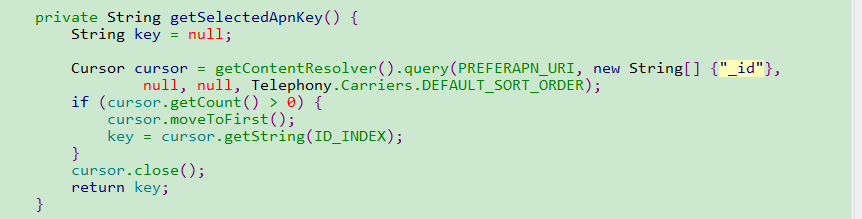 private String getSelectedApnKey() {
String key = null;
Cursor cursor = getContentResolver().query(PREFERAPN_URI, new String[] {"_id"},
null, null, Telephony.Carriers.DEFAULT_SORT_ORDER);
if (cursor.getCount() > 0) {
cursor.moveToFirst();
key = cursor.getString(ID_INDEX);
}
cursor.close();
return key;
}